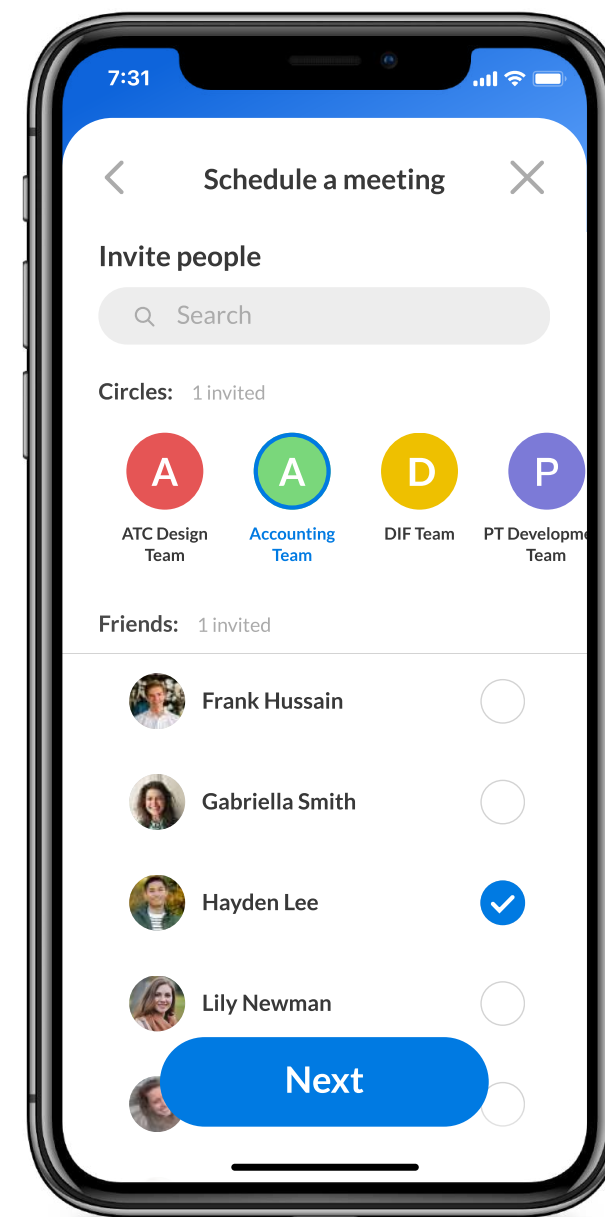 7:31
Schedule a meeting
Invite people
Search
Circles: 1 invited
A
A
D
P
ATC Design
Team
Accounting
Team
DIF Team
PT Developme
Team
Friends: 1 invited
Frank Hussain
Gabriella Smith
Hayden Lee
Lily Newman
Next